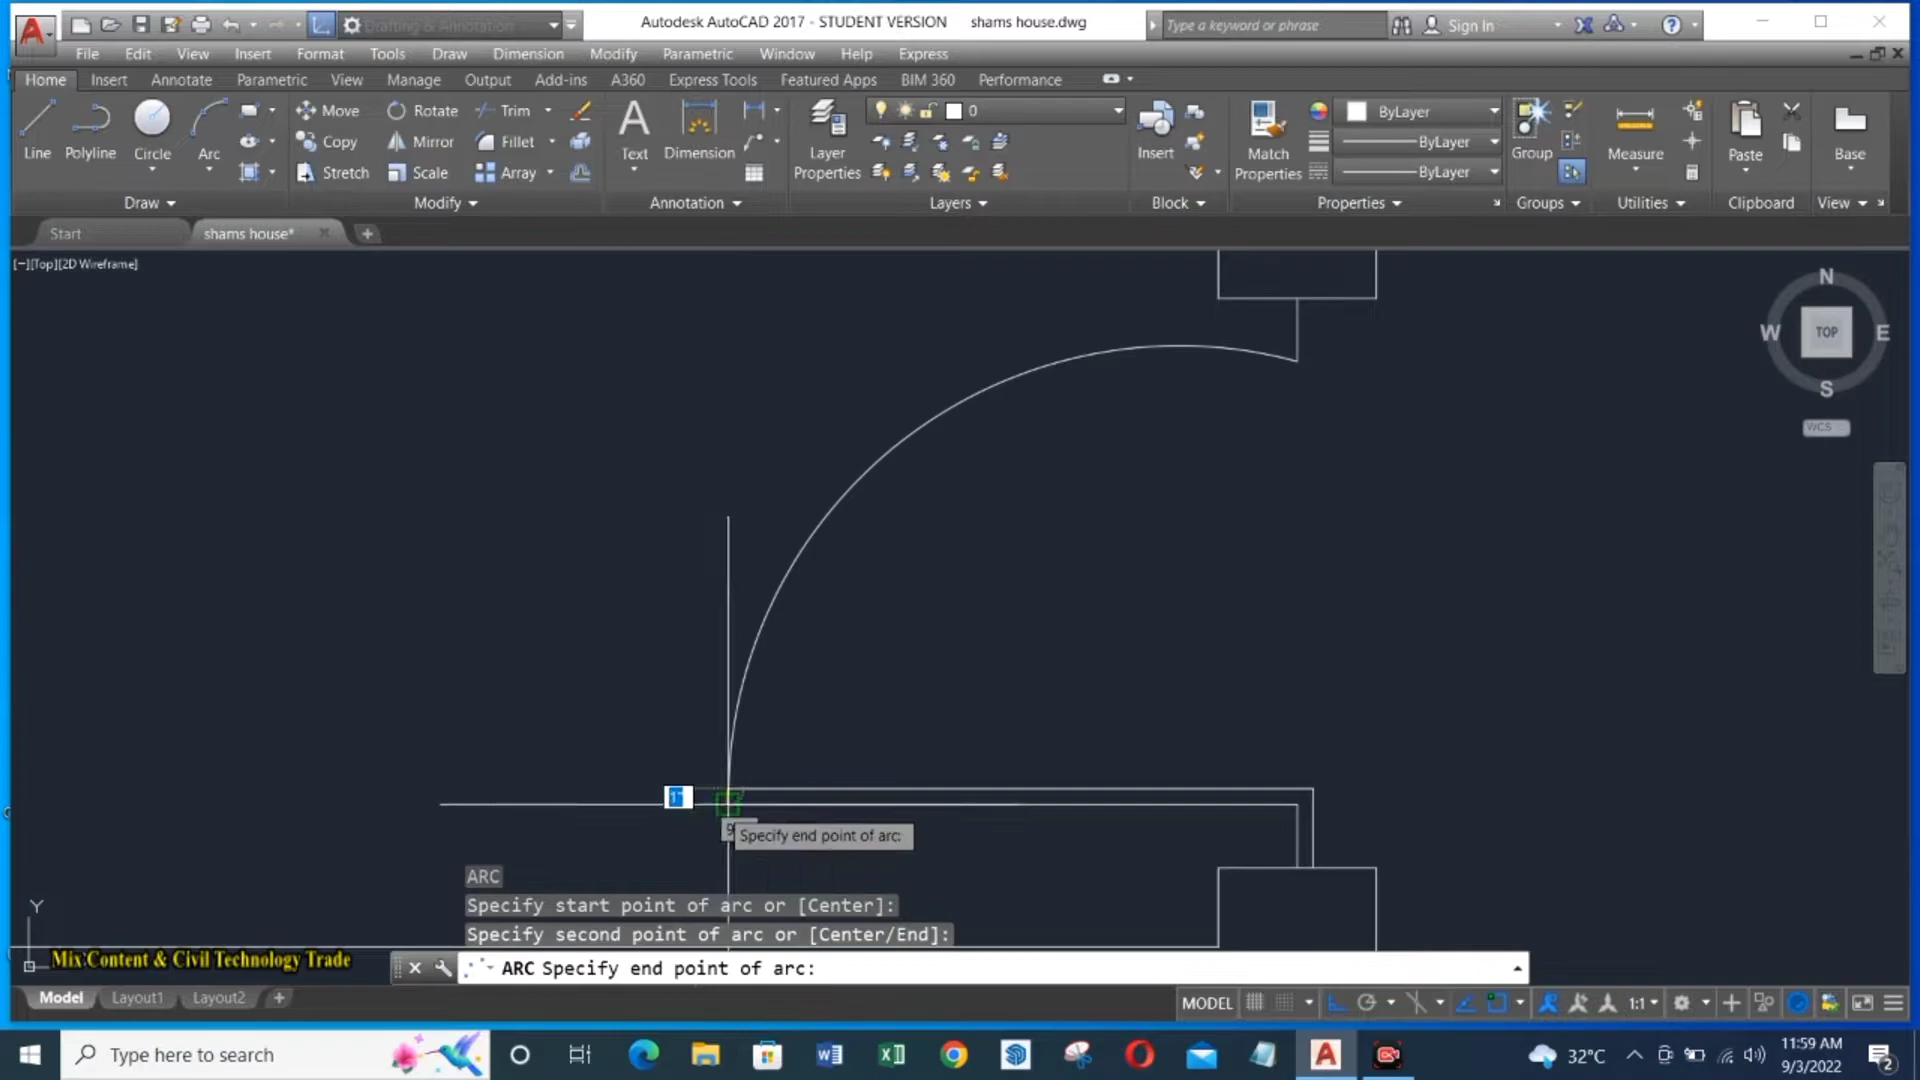 Drafting & Annotation
Autodesk AutoCAD 2017 - STUDENT VERSION shams house.dwg
Type a keyword or phrase
Sign In
File Edit View Insert Format Tools Draw Dimension Modify Parametric Window Help Express
Home Insert Annotate Parametric View Manage Output Add-ins A360 Express Tools Featured Apps BIM 360 Performance
Line Polyline Circle Arc
Move Rotate Trim
Copy Mirror Fillet
Stretch Scale Array
Text Dimension
Layer Properties
0
Insert
Match Properties
ByLayer
ByLayer
ByLayer
Group
Measure
Paste
Base
Draw Modify Annotation Layers Block Properties Groups Utilities Clipboard View
Start shams house*
[−][Top][2D Wireframe]
N
W TOP E
S
WCS
1"
9
Specify end point of arc:
ARC
Specify start point of arc or [Center]:
Specify second point of arc or [Center/End]:
Y
Mix Content & Civil Technology Trade
ARC Specify end point of arc:
Model Layout1 Layout2
MODEL 1:1
Type here to search
32°C
11:59 AM
9/3/2022
2